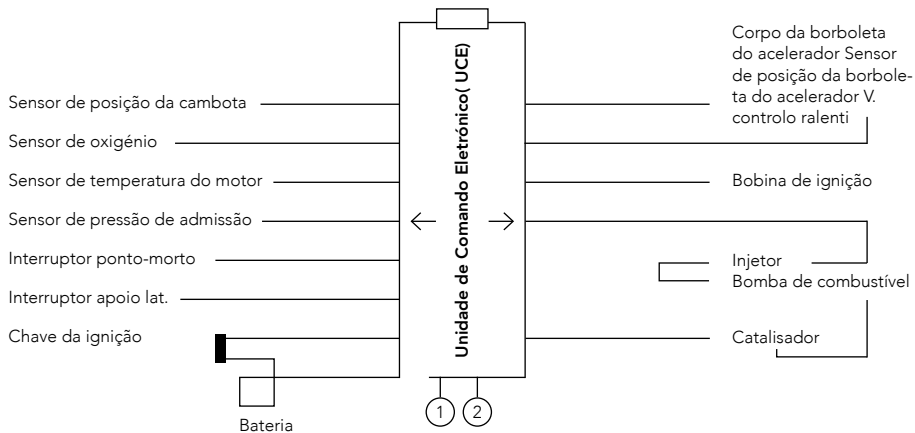 Sensor de posição da cambota
Sensor de oxigénio
Sensor de temperatura do motor
Sensor de pressão de admissão
Interruptor ponto-morto
Interruptor apoio lat.
Chave da ignição
Bateria
Unidade de Comando Eletrónico( UCE)
1
2
Corpo da borboleta
do acelerador Sensor
de posição da borbole-
ta do acelerador V.
controlo ralenti
Bobina de ignição
Injetor
Bomba de combustível
Catalisador